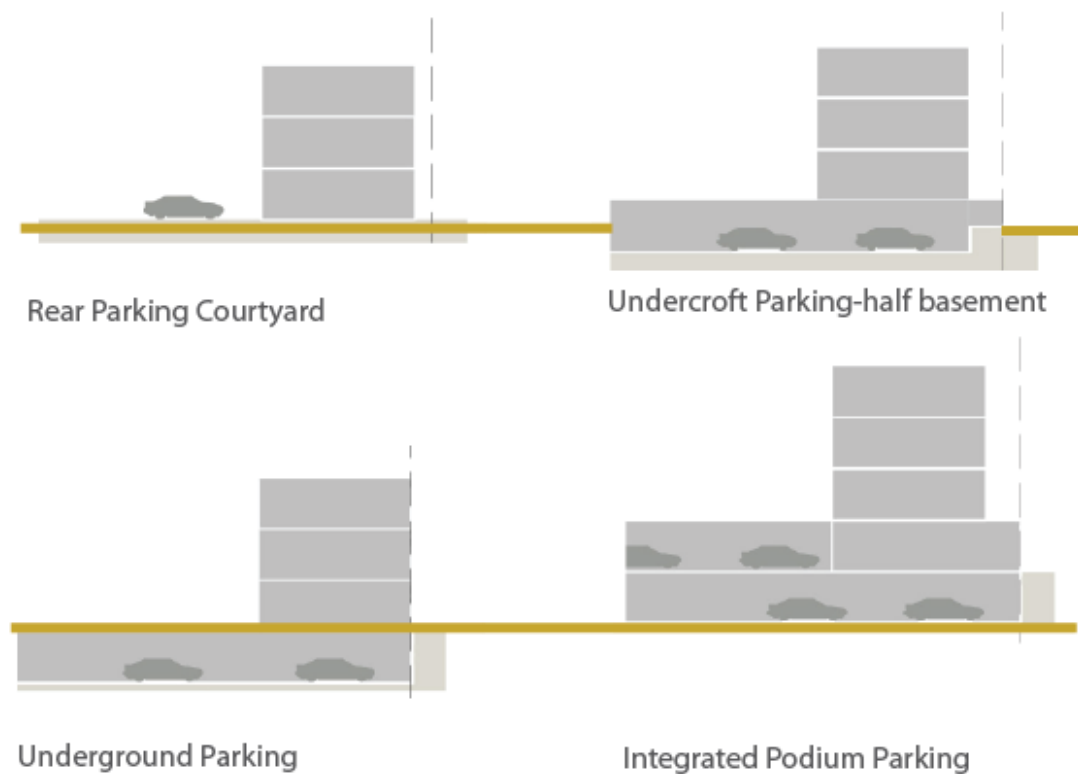 Rear Parking Courtyard
Undercroft Parking-half basement
Underground Parking
Integrated Podium Parking